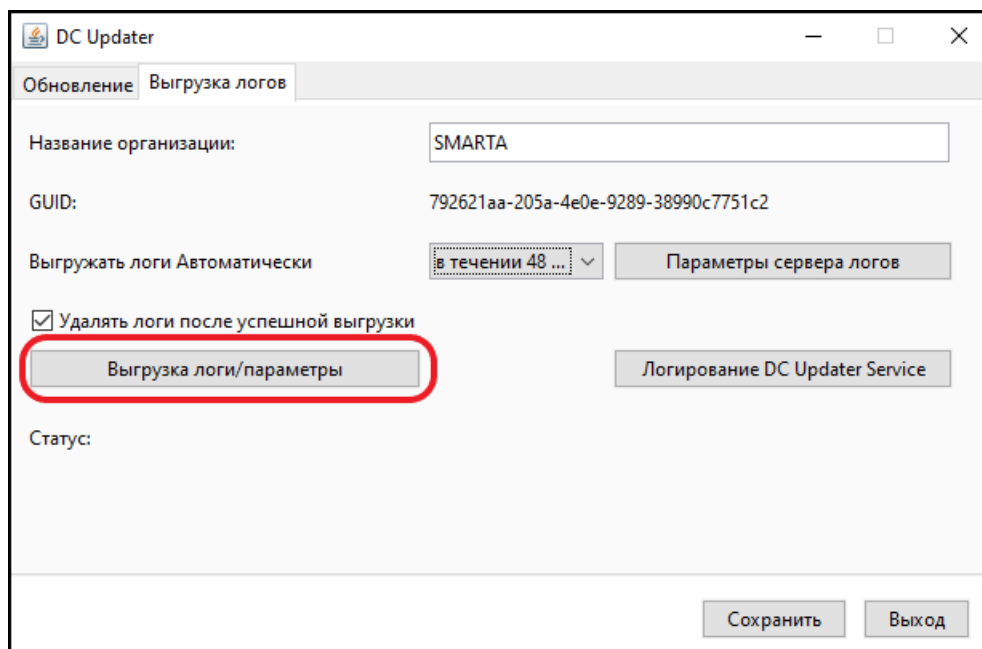 DC Updater
Обновление Выгрузка логов
Название организации: SMARTA
GUID: 792621aa-205a-4e0e-9289-38990c7751c2
Выгружать логи Автоматически в течении 48 ... Параметры сервера логов
Удалять логи после успешной выгрузки
Выгрузка логи/параметры Логирование DC Updater Service
Статус:
Сохранить Выход